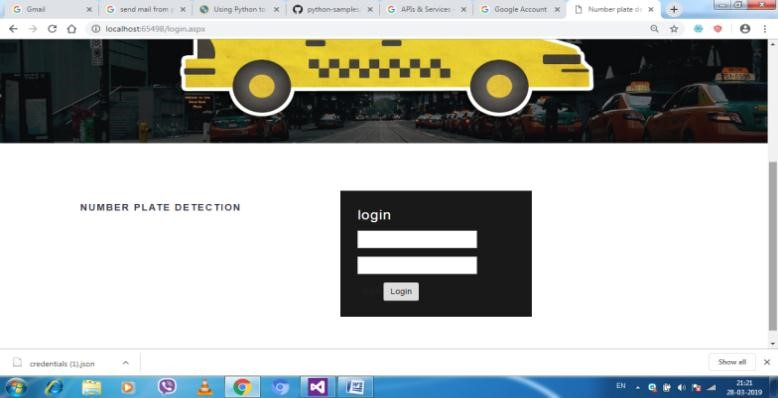 Gmail
send mail from p
Using Python to
python-samples/
APIs & Services -
Google Account
Number plate de
localhost:65498/login.aspx
NUMBER PLATE DETECTION
login
Login
credentials (1).json
Show all
EN
21:21
28-03-2019